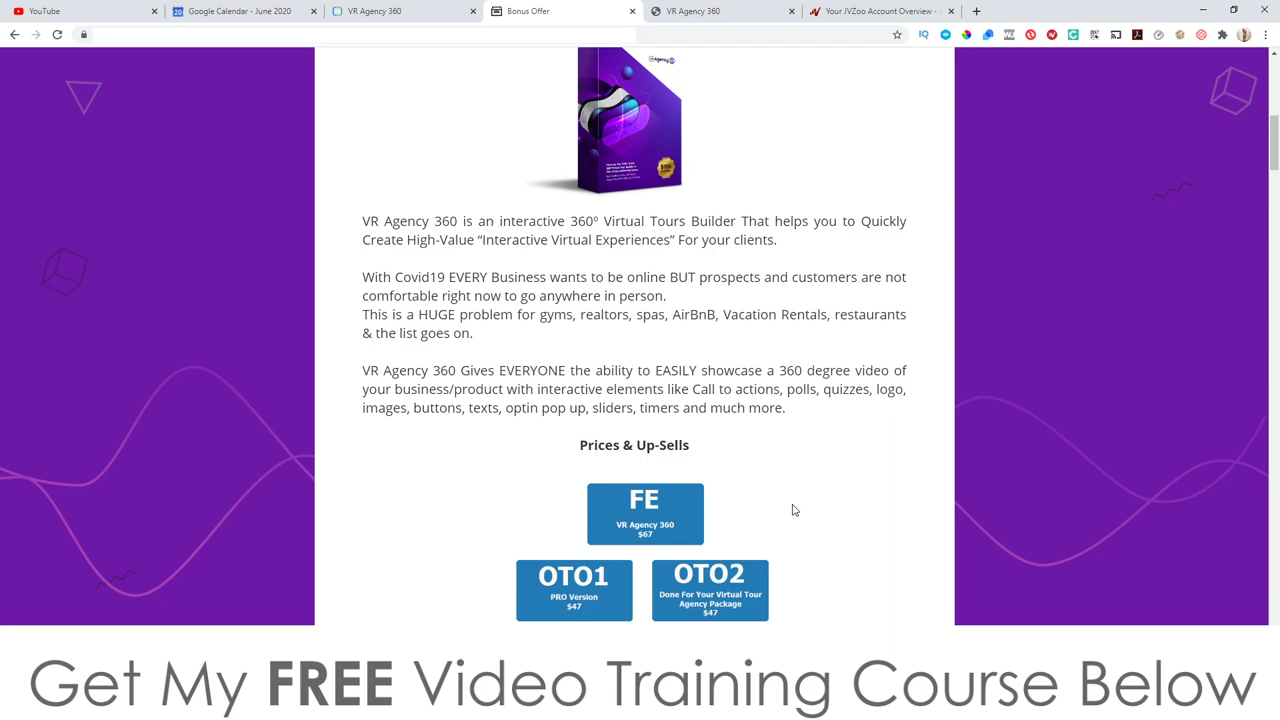 YouTube
Google Calendar - June 2020
VR Agency 360
Bonus Offer
VR Agency 360
Your JVZoo Account Overview - J
VR Agency 360 is an interactive 360º Virtual Tours Builder That helps you to Quickly
Create High-Value “Interactive Virtual Experiences” For your clients.
With Covid19 EVERY Business wants to be online BUT prospects and customers are not
comfortable right now to go anywhere in person.
This is a HUGE problem for gyms, realtors, spas, AirBnB, Vacation Rentals, restaurants
& the list goes on.
VR Agency 360 Gives EVERYONE the ability to EASILY showcase a 360 degree video of
your business/product with interactive elements like Call to actions, polls, quizzes, logo,
images, buttons, texts, optin pop up, sliders, timers and much more.
Prices & Up-Sells
FE
VR Agency 360
$67
OTO1
PRO Version
$47
OTO2
Done For Your Virtual Tour
Agency Package
$47
Get My FREE Video Training Course Below